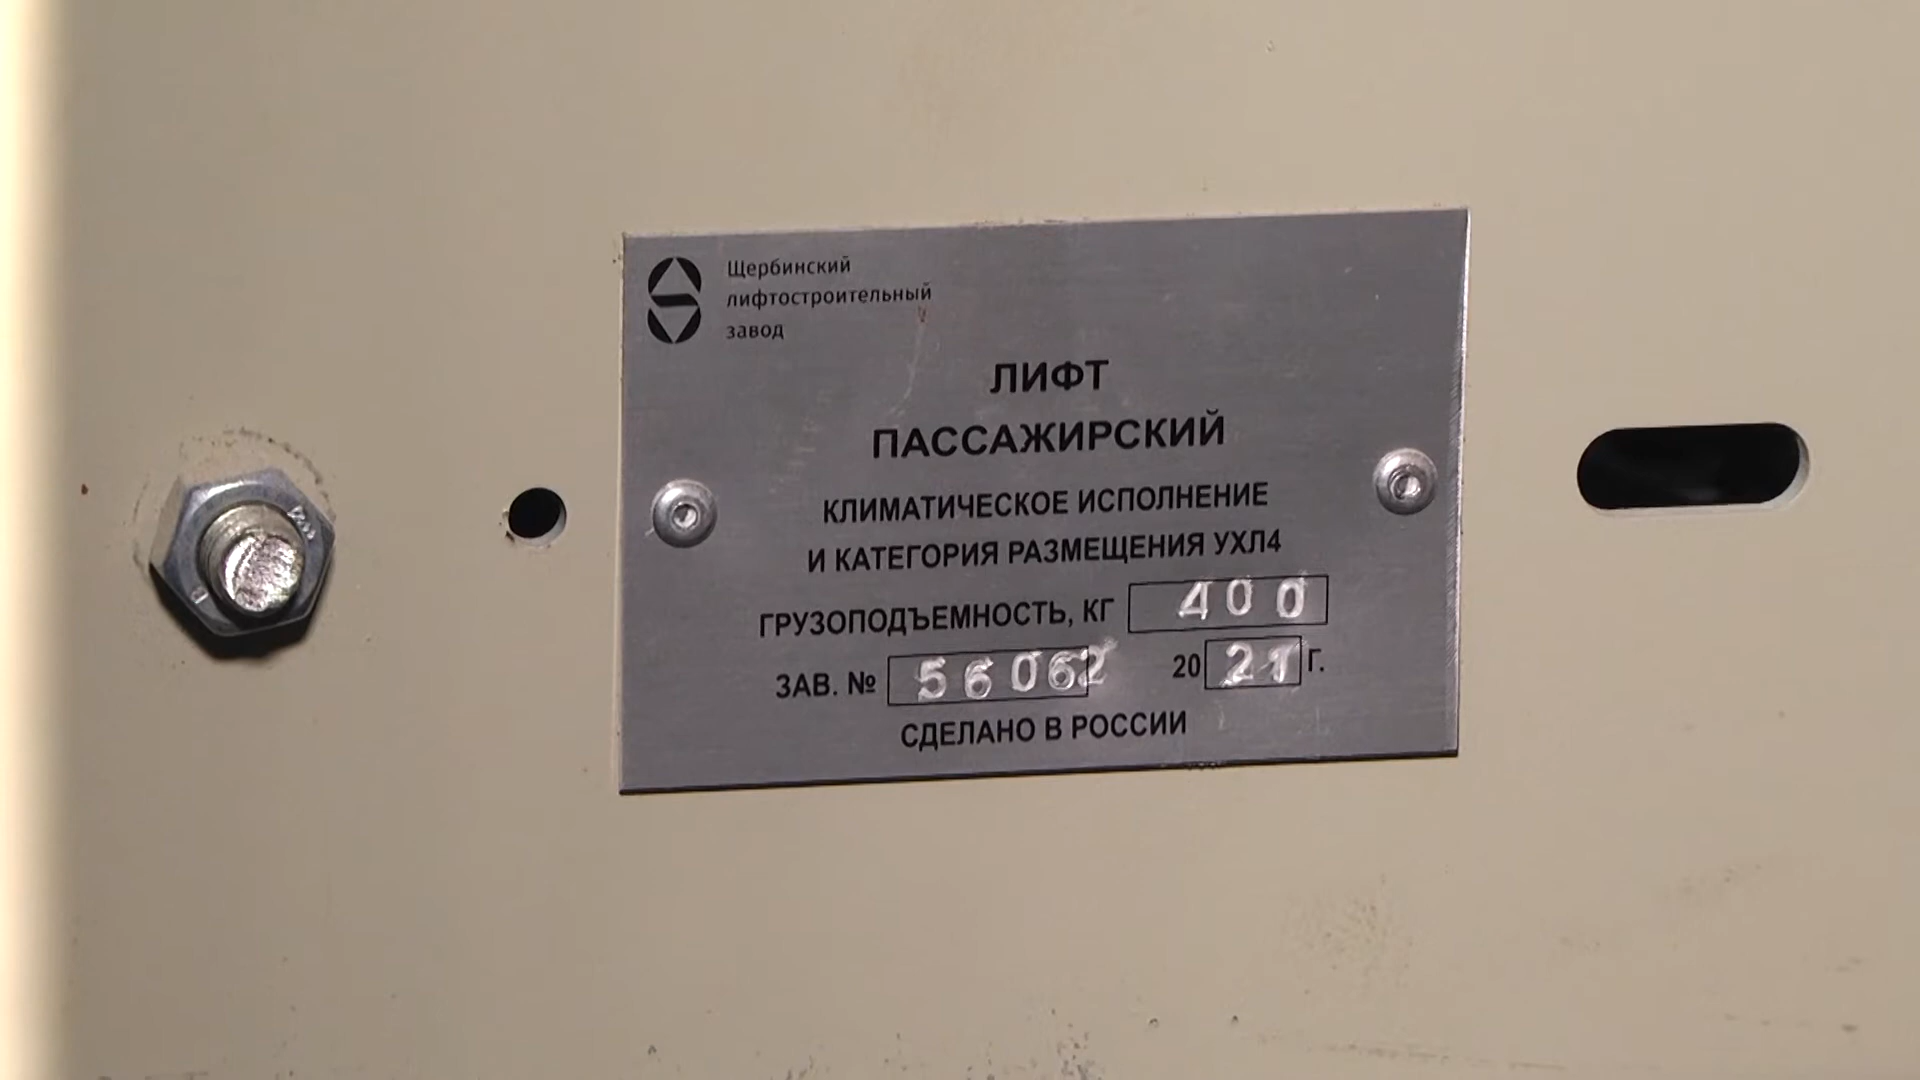 Щербинский
лифтостроительный
завод
ЛИФТ
ПАССАЖИРСКИЙ
КЛИМАТИЧЕСКОЕ ИСПОЛНЕНИЕ
И КАТЕГОРИЯ РАЗМЕЩЕНИЯ УХЛ4
ГРУЗОПОДЪЕМНОСТЬ, КГ 400
ЗАВ. № 56062 2021 Г.
СДЕЛАНО В РОССИИ